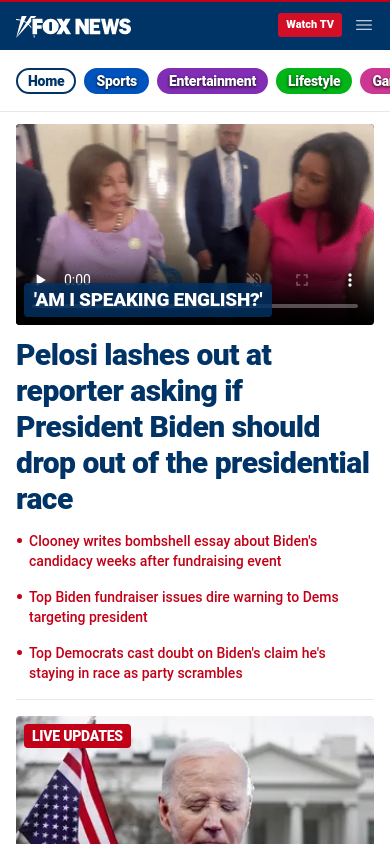 FOX NEWS
Watch TV
Home Sports Entertainment Lifestyle
0:00
'AM I SPEAKING ENGLISH?'
Pelosi lashes out at
reporter asking if
President Biden should
drop out of the presidential
race
• Clooney writes bombshell essay about Biden's
candidacy weeks after fundraising event
• Top Biden fundraiser issues dire warning to Dems
targeting president
• Top Democrats cast doubt on Biden's claim he's
staying in race as party scrambles
LIVE UPDATES